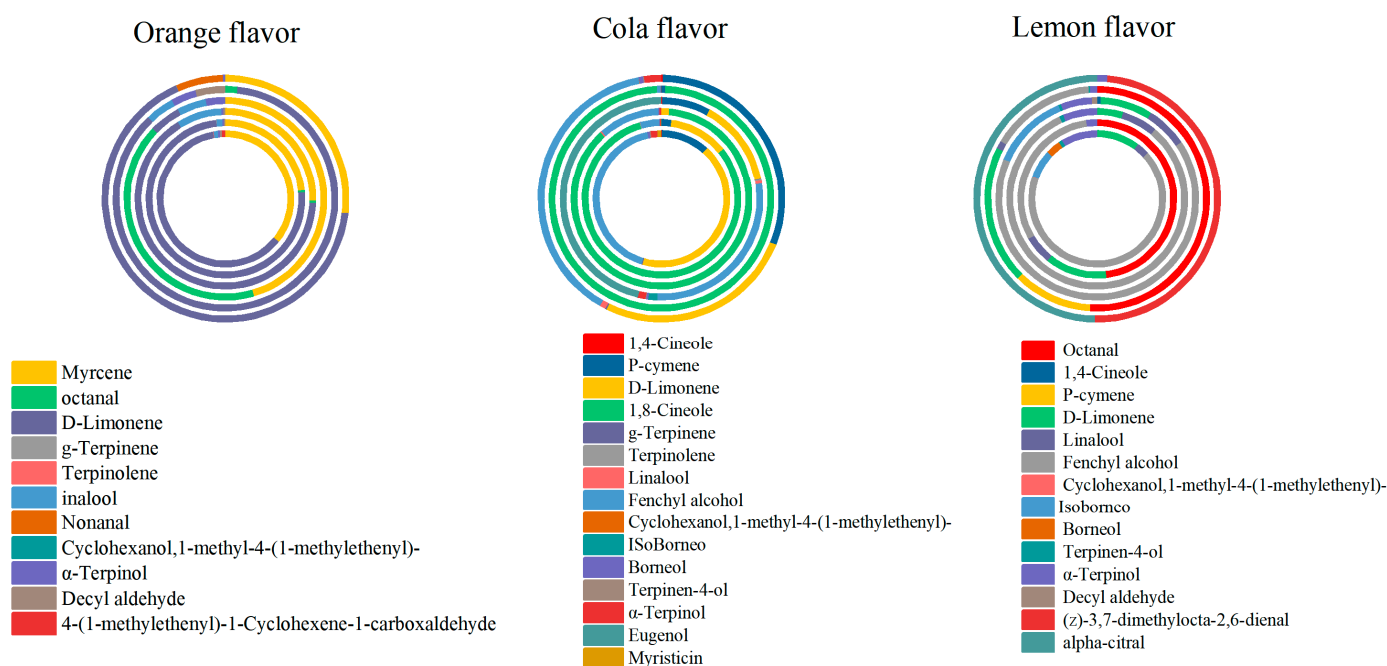 Orange flavor
Cola flavor
Lemon flavor
Myrcene
octanal
D-Limonene
g-Terpinene
Terpinolene
inalool
Nonanal
Cyclohexanol,1-methyl-4-(1-methylethenyl)-
α-Terpinol
Decyl aldehyde
4-(1-methylethenyl)-1-Cyclohexene-1-carboxaldehyde
1,4-Cineole
P-cymene
D-Limonene
1,8-Cineole
g-Terpinene
Terpinolene
Linalool
Fenchyl alcohol
Cyclohexanol,1-methyl-4-(1-methylethenyl)-
ISoBorneo
Borneol
Terpinen-4-ol
α-Terpinol
Eugenol
Myristicin
Octanal
1,4-Cineole
P-cymene
D-Limonene
Linalool
Fenchyl alcohol
Cyclohexanol,1-methyl-4-(1-methylethenyl)-
Isobornco
Borneol
Terpinen-4-ol
α-Terpinol
Decyl aldehyde
(z)-3,7-dimethylocta-2,6-dienal
alpha-citral